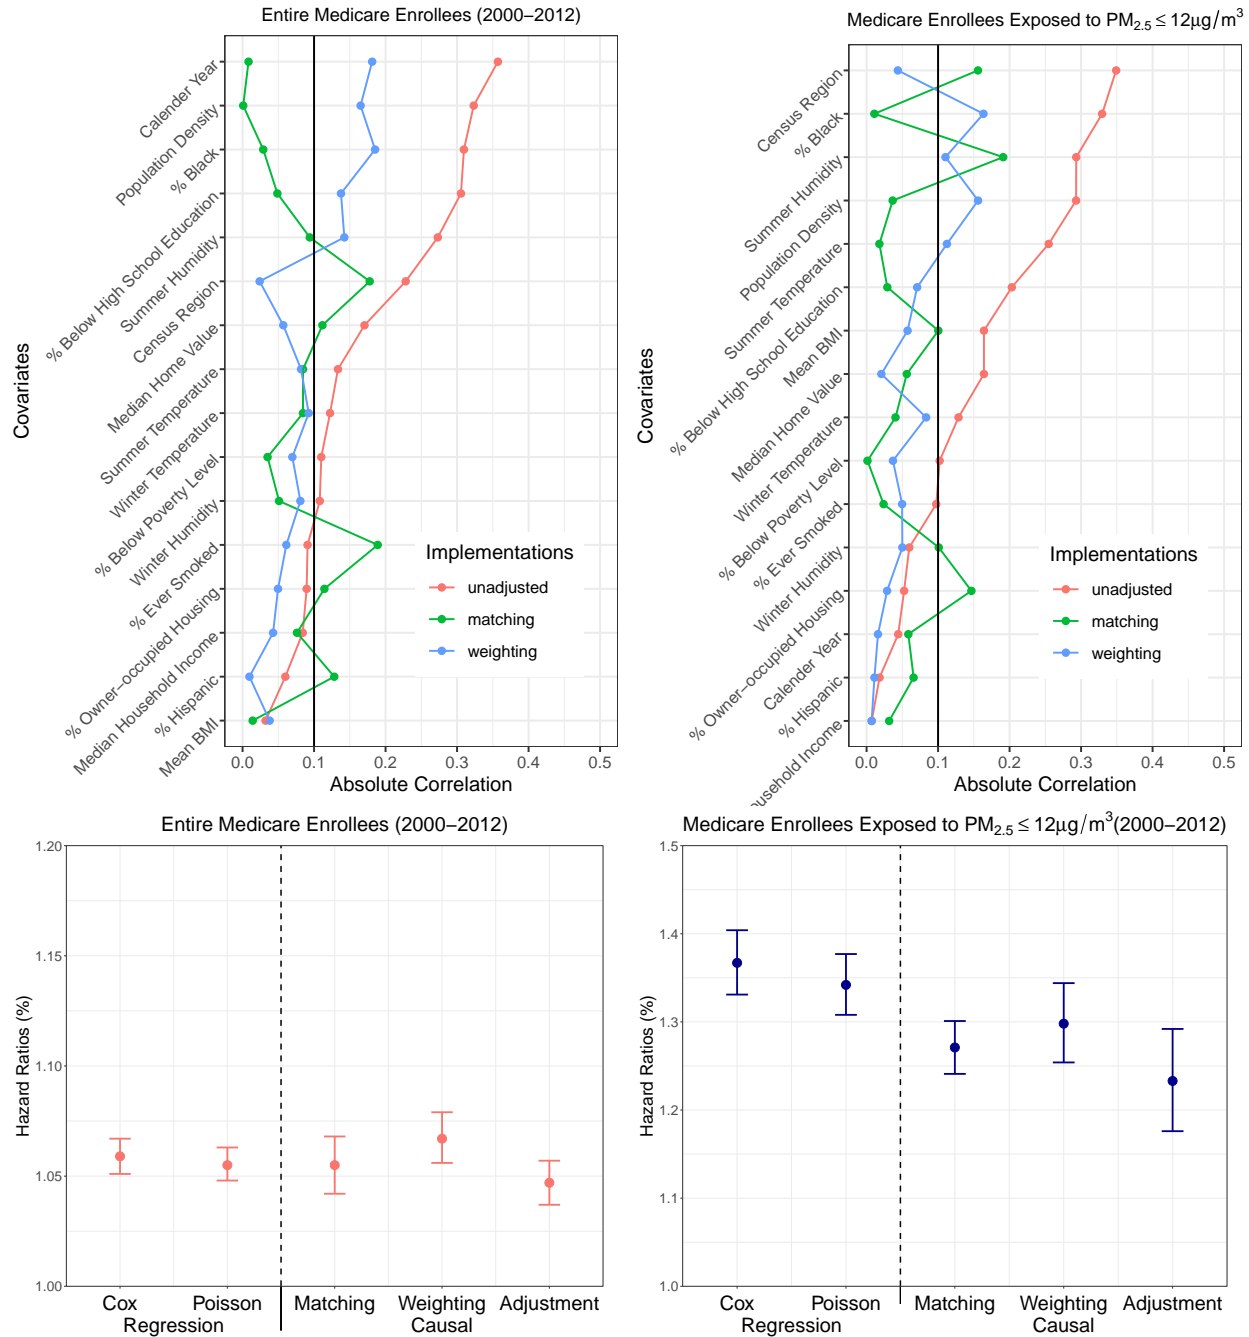 Entire Medicare Enrollees (2000−2012)
Covariates
Calender Year
Population Density
% Black
% Below High School Education
Summer Humidity
Census Region
Median Home Value
Summer Temperature
Winter Temperature
% Below Poverty Level
Winter Humidity
% Ever Smoked
% Owner−occupied Housing
Median Household Income
% Hispanic
Mean BMI
Implementations
unadjusted
matching
weighting
0.0 0.1 0.2 0.3 0.4 0.5
Absolute Correlation
Medicare Enrollees Exposed to PM2.5 ≤ 12μg/m³
Covariates
Census Region
% Black
Summer Humidity
Population Density
Summer Temperature
% Below High School Education
Mean BMI
Median Home Value
Winter Temperature
% Below Poverty Level
% Ever Smoked
Winter Humidity
% Owner−occupied Housing
Calender Year
% Hispanic
ousehold Income
Implementations
unadjusted
matching
weighting
0.0 0.1 0.2 0.3 0.4 0.5
Absolute Correlation
Entire Medicare Enrollees (2000−2012)
Hazard Ratios (%)
1.20
1.15
1.10
1.05
1.00
Cox Poisson Matching Weighting Adjustment
Regression Causal
Medicare Enrollees Exposed to PM2.5 ≤ 12μg/m³(2000−2012)
Hazard Ratios (%)
1.5
1.4
1.3
1.2
1.1
1.0
Cox Poisson Matching Weighting Adjustment
Regression Causal